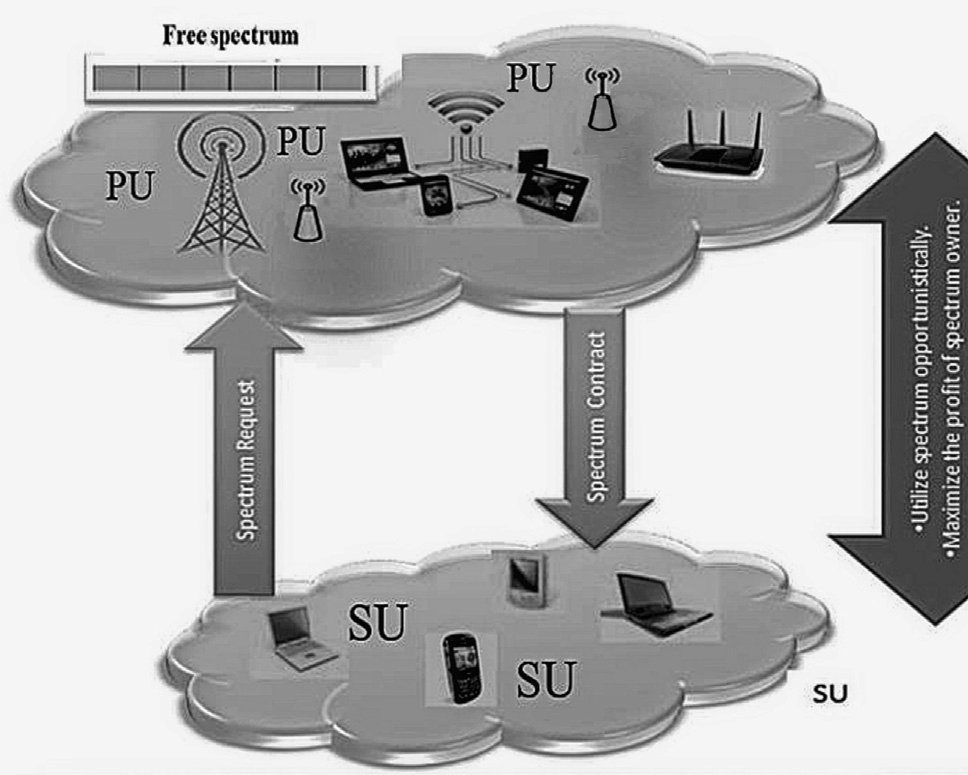 Free spectrum
PU
PU
PU
Spectrum Request
Spectrum Contract
•Utilize spectrum opportunistically.
•Maximize the profit of spectrum owner.
SU
SU
SU